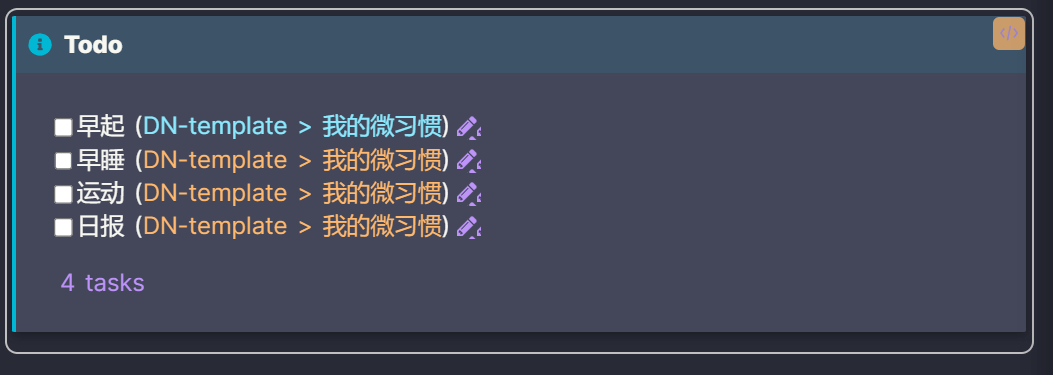 Todo
</>
早起 (DN-template > 我的微习惯)
早睡 (DN-template > 我的微习惯)
运动 (DN-template > 我的微习惯)
日报 (DN-template > 我的微习惯)
4 tasks